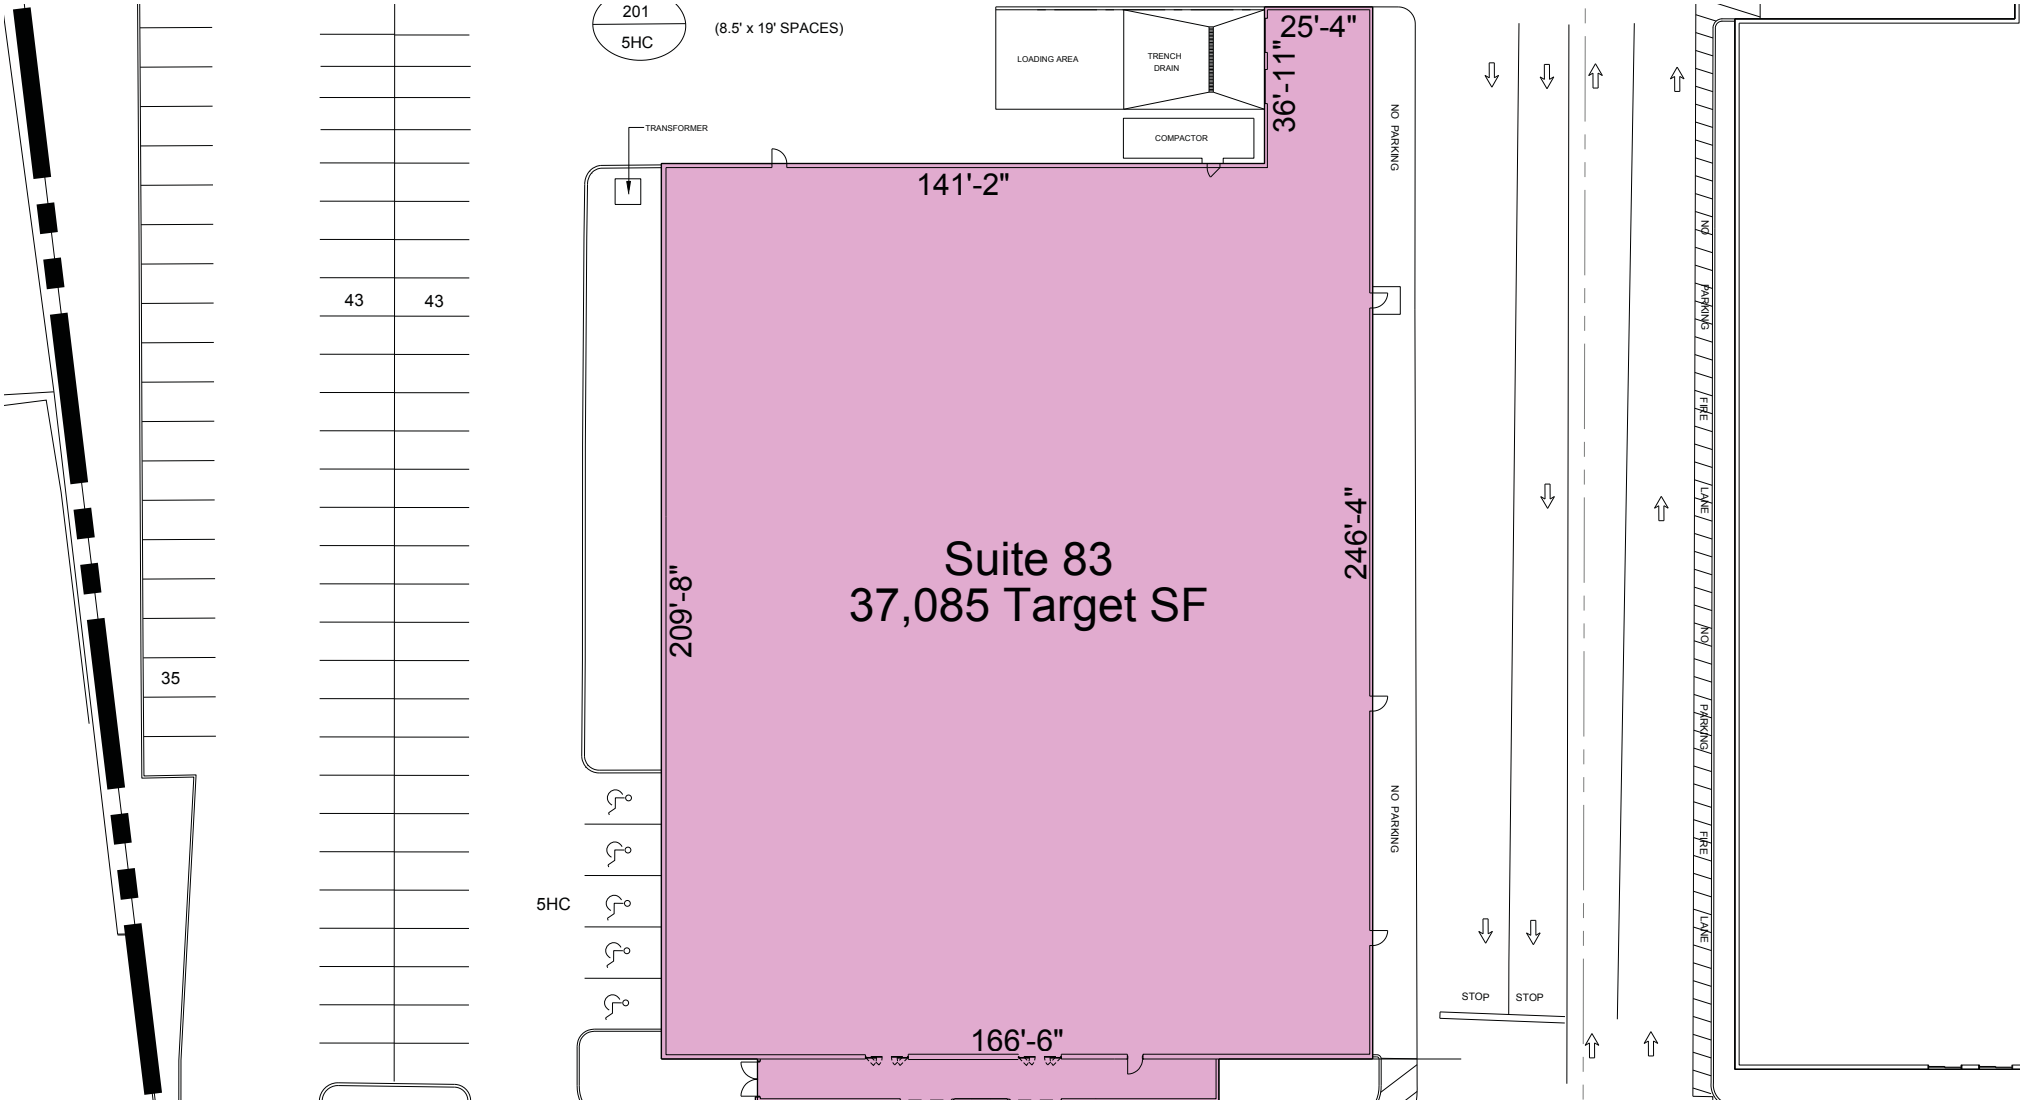 201
5HC
(8.5' x 19' SPACES)
25'-4"
36'-11"
LOADING AREA
TRENCH
DRAIN
COMPACTOR
TRANSFORMER
141'-2"
NO PARKING
43
43
NO
PARKING
FIRE
LANE
246'-4"
Suite 83
37,085 Target SF
209'-8"
35
NO
PARKING
FIRE
LANE
NO PARKING
5HC
STOP
STOP
166'-6"